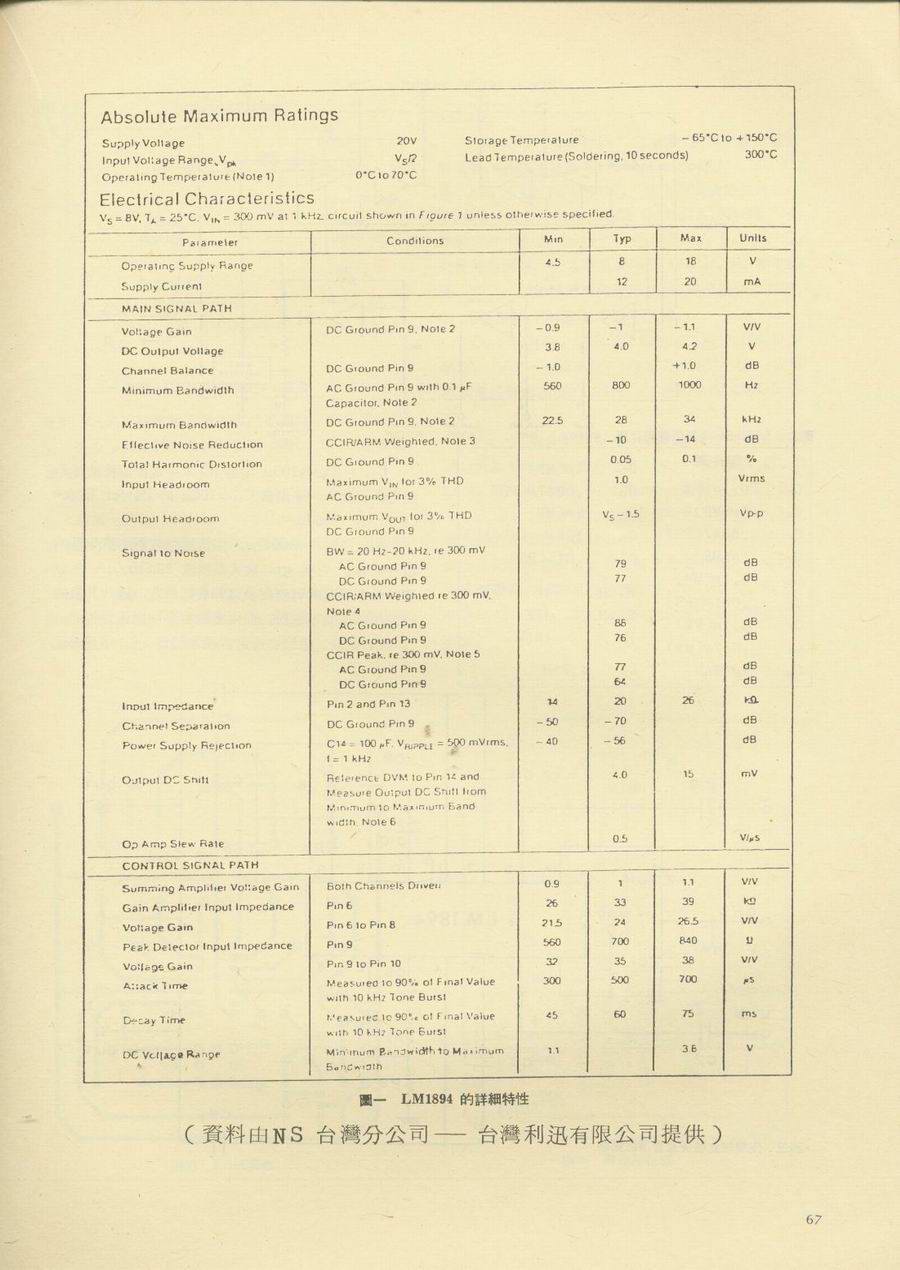 Absolute Maximum Ratings
Supply Voltage 20V Storage Temperature −65°C to +150°C
Input Voltage Range, Vpk VS/2 Lead Temperature (Soldering, 10 seconds) 300°C
Operating Temperature (Note 1) 0°C to 70°C
Electrical Characteristics
VS = 8V, TA = 25°C, VIN = 300 mV at 1 kHz, circuit shown in Figure 1 unless otherwise specified.
Parameter Conditions Min Typ Max Units
Operating Supply Range 4.5 8 18 V
Supply Current 12 20 mA
MAIN SIGNAL PATH
Voltage Gain DC Ground Pin 9, Note 2 −0.9 −1 −1.1 V/V
DC Output Voltage 3.8 4.0 4.2 V
Channel Balance DC Ground Pin 9 −1.0 +1.0 dB
Minimum Bandwidth AC Ground Pin 9 with 0.1 µF 560 800 1000 Hz
Capacitor, Note 2
Maximum Bandwidth DC Ground Pin 9, Note 2 22.5 28 34 kHz
Effective Noise Reduction CCIR/ARM Weighted, Note 3 −10 −14 dB
Total Harmonic Distortion DC Ground Pin 9 0.05 0.1 %
Input Headroom Maximum VIN for 3% THD 1.0 Vrms
AC Ground Pin 9
Output Headroom Maximum VOUT for 3% THD VS − 1.5 Vp-p
DC Ground Pin 9
Signal to Noise BW = 20 Hz–20 kHz, re 300 mV
AC Ground Pin 9 79 dB
DC Ground Pin 9 77 dB
CCIR/ARM Weighted re 300 mV,
Note 4
AC Ground Pin 9 88 dB
DC Ground Pin 9 76 dB
CCIR Peak, re 300 mV, Note 5
AC Ground Pin 9 77 dB
DC Ground Pin 9 64 dB
Input Impedance Pin 2 and Pin 13 14 20 26 kΩ
Channel Separation DC Ground Pin 9 −50 −70 dB
Power Supply Rejection C14 = 100 µF, VRIPPLE = 500 mVrms, −40 −56 dB
f = 1 kHz
Output DC Shift Reference DVM to Pin 14 and 4.0 15 mV
Measure Output DC Shift from
Minimum to Maximum Band
width, Note 6
Op Amp Slew Rate 0.5 V/µS
CONTROL SIGNAL PATH
Summing Amplifier Voltage Gain Both Channels Driven 0.9 1 1.1 V/V
Gain Amplifier Input Impedance Pin 6 26 33 39 kΩ
Voltage Gain Pin 6 to Pin 8 21.5 24 26.5 V/V
Peak Detector Input Impedance Pin 9 560 700 840 Ω
Voltage Gain Pin 9 to Pin 10 32 35 38 V/V
Attack Time Measured to 90% of Final Value 300 500 700 µS
with 10 kHz Tone Burst
Decay Time Measured to 90% of Final Value 45 60 75 ms
with 10 kHz Tone Burst
DC Voltage Range Minimum Bandwidth to Maximum 1.1 3.8 V
Bandwidth
圖一 LM1894 的詳細特性
(資料由NS 台灣分公司 — 台灣利迅有限公司提供)
67